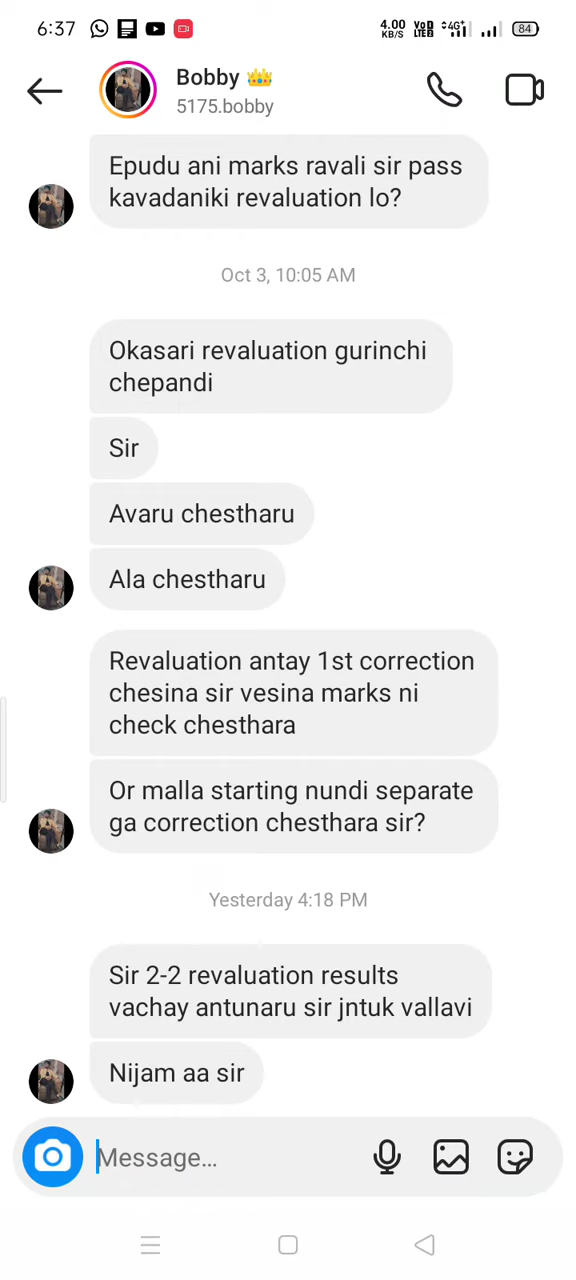 6:37
4.00 KB/S VoD LTE2 4G+ 84
Bobby 👑
5175.bobby
Epudu ani marks ravali sir pass
kavadaniki revaluation lo?
Oct 3, 10:05 AM
Okasari revaluation gurinchi
chepandi
Sir
Avaru chestharu
Ala chestharu
Revaluation antay 1st correction
chesina sir vesina marks ni
check chesthara
Or malla starting nundi separate
ga correction chesthara sir?
Yesterday 4:18 PM
Sir 2-2 revaluation results
vachay antunaru sir jntuk vallavi
Nijam aa sir
Message...